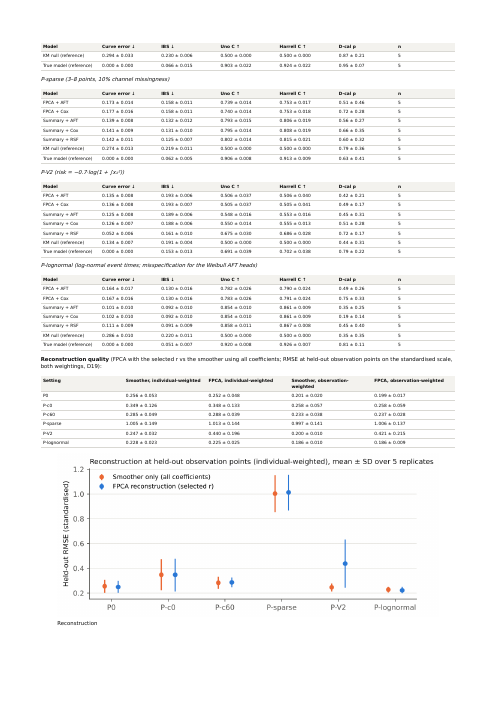 Model Curve error ↓ IBS ↓ Uno C ↑ Harrell C ↑ D-cal p n
KM null (reference) 0.294 ± 0.033 0.230 ± 0.006 0.500 ± 0.000 0.500 ± 0.000 0.87 ± 0.21 5
True model (reference) 0.000 ± 0.000 0.066 ± 0.015 0.903 ± 0.022 0.924 ± 0.022 0.95 ± 0.07 5
P-sparse (3–8 points, 10% channel missingness)
Model Curve error ↓ IBS ↓ Uno C ↑ Harrell C ↑ D-cal p n
FPCA + AFT 0.173 ± 0.014 0.158 ± 0.011 0.739 ± 0.014 0.753 ± 0.017 0.51 ± 0.46 5
FPCA + Cox 0.177 ± 0.016 0.158 ± 0.011 0.740 ± 0.014 0.753 ± 0.018 0.72 ± 0.28 5
Summary + AFT 0.139 ± 0.008 0.132 ± 0.012 0.793 ± 0.015 0.806 ± 0.019 0.56 ± 0.27 5
Summary + Cox 0.141 ± 0.009 0.131 ± 0.010 0.795 ± 0.014 0.808 ± 0.019 0.66 ± 0.35 5
Summary + RSF 0.142 ± 0.011 0.125 ± 0.007 0.802 ± 0.014 0.815 ± 0.021 0.60 ± 0.32 5
KM null (reference) 0.274 ± 0.013 0.219 ± 0.011 0.500 ± 0.000 0.500 ± 0.000 0.79 ± 0.36 5
True model (reference) 0.000 ± 0.000 0.062 ± 0.005 0.906 ± 0.008 0.913 ± 0.009 0.63 ± 0.41 5
Model Curve error ↓ IBS ↓ Uno C ↑ Harrell C ↑ D-cal p n
FPCA + AFT 0.135 ± 0.008 0.193 ± 0.006 0.506 ± 0.037 0.506 ± 0.040 0.42 ± 0.21 5
FPCA + Cox 0.136 ± 0.008 0.193 ± 0.007 0.505 ± 0.037 0.505 ± 0.041 0.49 ± 0.17 5
Summary + AFT 0.125 ± 0.008 0.189 ± 0.006 0.548 ± 0.016 0.553 ± 0.016 0.45 ± 0.31 5
Summary + Cox 0.126 ± 0.007 0.188 ± 0.006 0.550 ± 0.014 0.555 ± 0.013 0.51 ± 0.28 5
Summary + RSF 0.052 ± 0.006 0.161 ± 0.010 0.675 ± 0.030 0.686 ± 0.028 0.72 ± 0.17 5
KM null (reference) 0.134 ± 0.007 0.191 ± 0.004 0.500 ± 0.000 0.500 ± 0.000 0.44 ± 0.31 5
True model (reference) 0.000 ± 0.000 0.153 ± 0.013 0.691 ± 0.039 0.702 ± 0.038 0.79 ± 0.22 5
P-lognormal (log-normal event times; misspecification for the Weibull AFT heads)
Model Curve error ↓ IBS ↓ Uno C ↑ Harrell C ↑ D-cal p n
FPCA + AFT 0.164 ± 0.017 0.130 ± 0.016 0.782 ± 0.026 0.790 ± 0.024 0.49 ± 0.26 5
FPCA + Cox 0.167 ± 0.016 0.130 ± 0.016 0.783 ± 0.026 0.791 ± 0.024 0.75 ± 0.33 5
Summary + AFT 0.101 ± 0.010 0.092 ± 0.010 0.854 ± 0.010 0.861 ± 0.009 0.35 ± 0.25 5
Summary + Cox 0.102 ± 0.010 0.092 ± 0.010 0.854 ± 0.010 0.861 ± 0.009 0.19 ± 0.14 5
Summary + RSF 0.111 ± 0.009 0.091 ± 0.009 0.858 ± 0.011 0.867 ± 0.008 0.45 ± 0.40 5
KM null (reference) 0.286 ± 0.010 0.220 ± 0.011 0.500 ± 0.000 0.500 ± 0.000 0.35 ± 0.35 5
True model (reference) 0.000 ± 0.000 0.051 ± 0.007 0.920 ± 0.008 0.926 ± 0.007 0.81 ± 0.11 5
Reconstruction quality (FPCA with the selected r vs the smoother using all coefficients; RMSE at held-out observation points on the standardised scale,
both weightings, D19):
Setting Smoother, individual-weighted FPCA, individual-weighted Smoother, observation-weighted FPCA, observation-weighted
P0 0.256 ± 0.053 0.252 ± 0.048 0.201 ± 0.020 0.199 ± 0.017
P-c0 0.349 ± 0.126 0.348 ± 0.133 0.258 ± 0.057 0.258 ± 0.059
P-c60 0.285 ± 0.049 0.288 ± 0.039 0.233 ± 0.038 0.247 ± 0.028
P-sparse 1.005 ± 0.149 1.013 ± 0.144 0.997 ± 0.141 1.006 ± 0.137
P-V2 0.247 ± 0.032 0.440 ± 0.196 0.200 ± 0.010 0.421 ± 0.215
P-lognormal 0.228 ± 0.023 0.225 ± 0.025 0.186 ± 0.010 0.186 ± 0.009
Reconstruction at held-out observation points (individual-weighted), mean ± SD over 5 replicates
Smoother only (all coefficients)
FPCA reconstruction (selected r)
Held-out RMSE (standardised)
1.2
1.0
0.8
0.6
0.4
0.2
P0 P-c0 P-c60 P-sparse P-V2 P-lognormal
Reconstruction